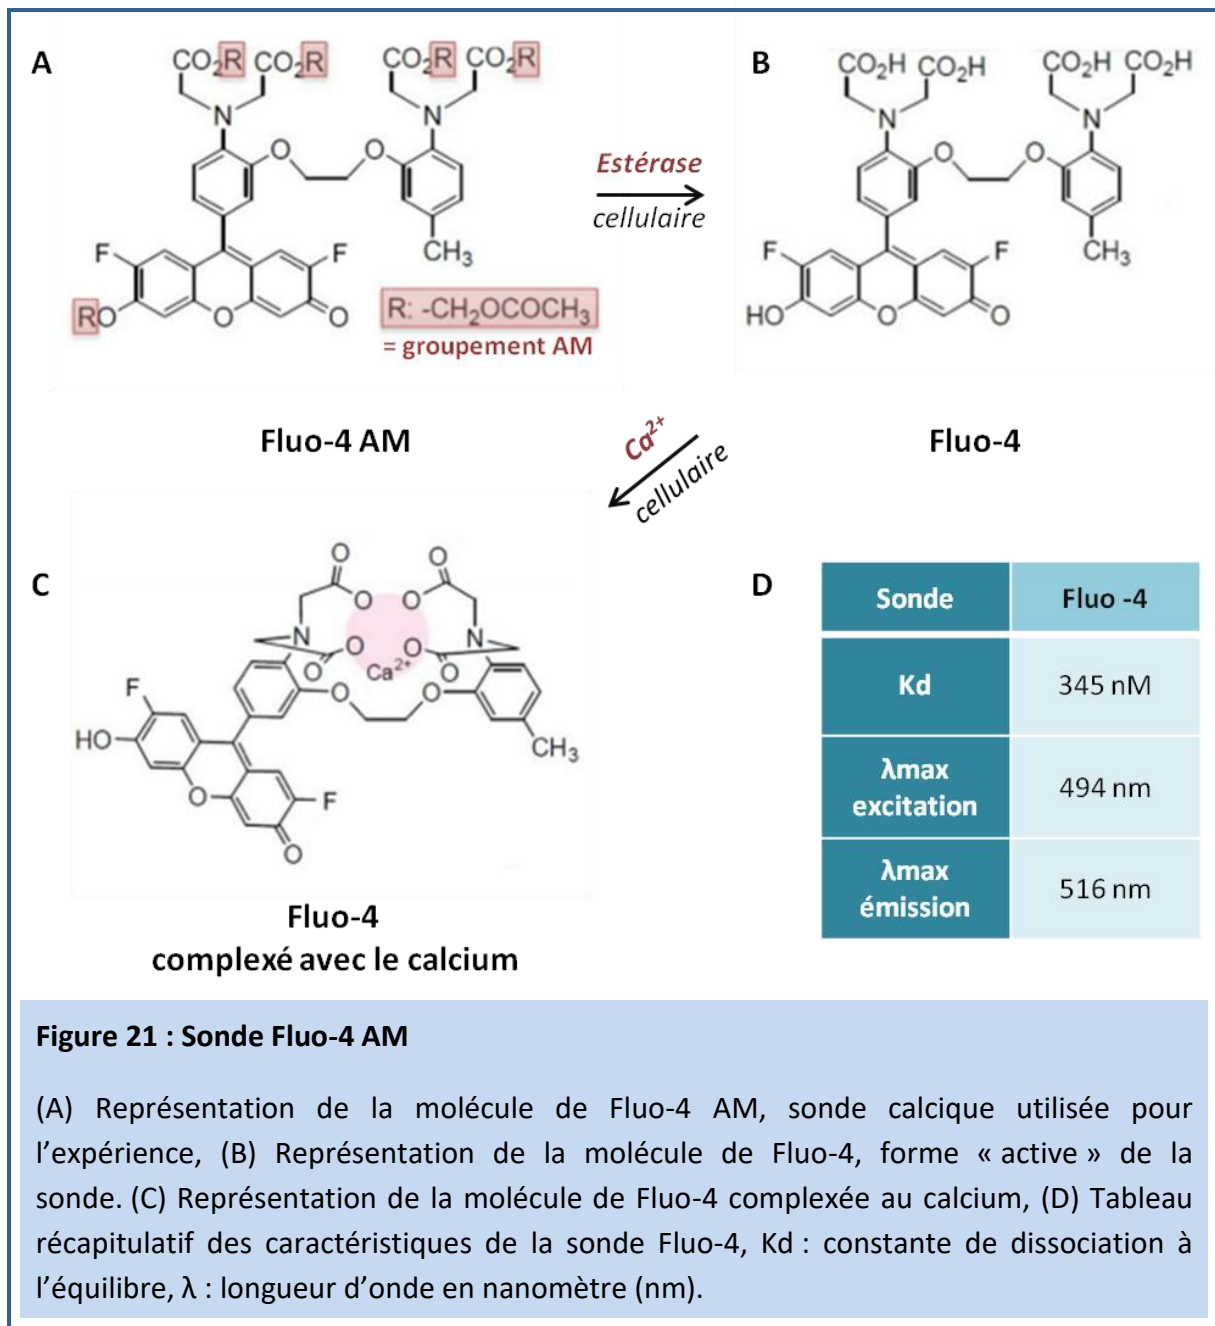 A
CO₂R CO₂R CO₂R CO₂R
N N
O O
F F CH₃
RO O O
R: -CH₂OCOCH₃
= groupement AM
Fluo-4 AM
Estérase
cellulaire
B
CO₂H CO₂H CO₂H CO₂H
N N
O O
F F CH₃
HO O O
Fluo-4
Ca²⁺
cellulaire
C
O O
O O
N O O N
O Ca²⁺ O
F O O
HO CH₃
O F
O
Fluo-4
complexé avec le calcium
D
Sonde Fluo -4
Kd 345 nM
λmax
excitation 494 nm
λmax
émission 516 nm
Figure 21 : Sonde Fluo-4 AM
(A) Représentation de la molécule de Fluo-4 AM, sonde calcique utilisée pour
l’expérience, (B) Représentation de la molécule de Fluo-4, forme « active » de la
sonde. (C) Représentation de la molécule de Fluo-4 complexée au calcium, (D) Tableau
récapitulatif des caractéristiques de la sonde Fluo-4, Kd : constante de dissociation à
l’équilibre, λ : longueur d’onde en nanomètre (nm).